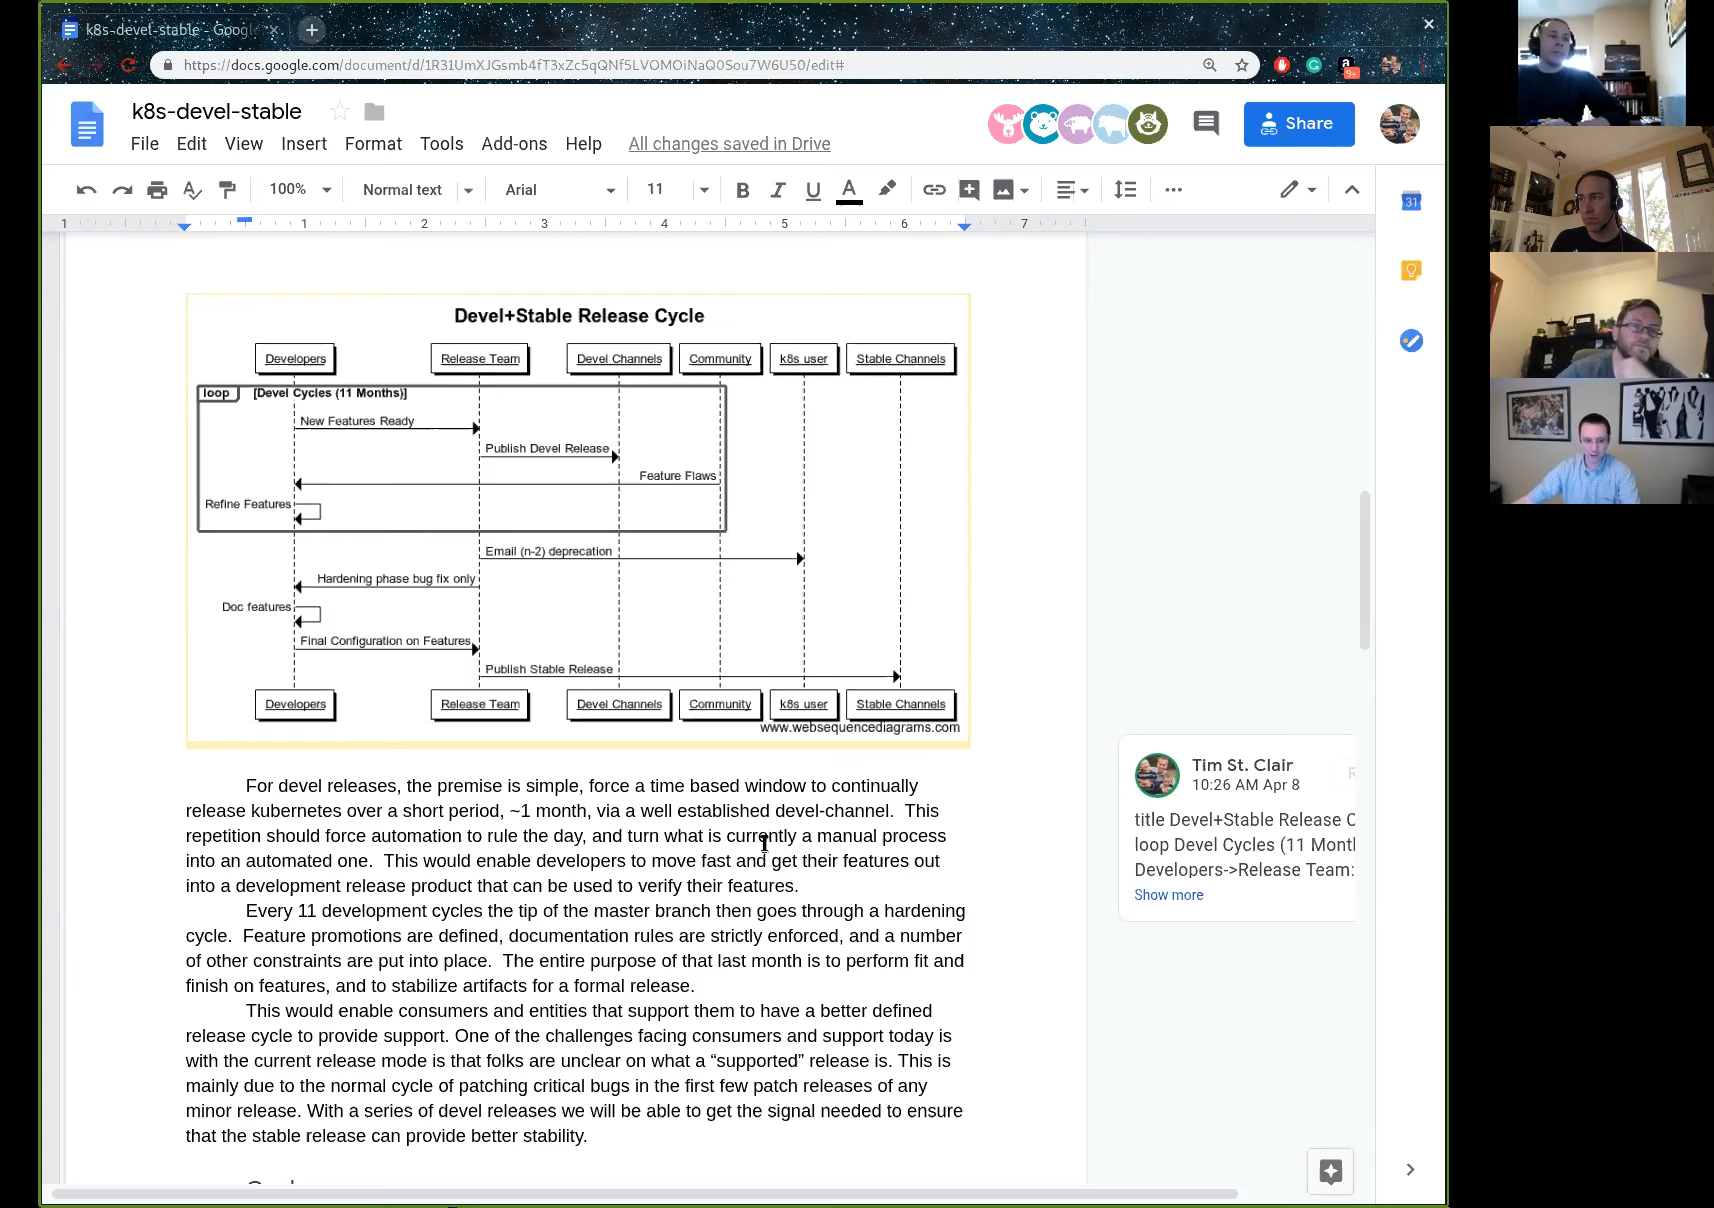 k8s-devel-stable - Googl
https://docs.google.com/document/d/1R31UmXJGsmb4fT3xZc5qQNf5LVOMOiNaQ0Sou7W6U50/edit#
9+
k8s-devel-stable
File Edit View Insert Format Tools Add-ons Help All changes saved in Drive
Share
100% Normal text Arial 11 B I U A
31
1 1 2 3 4 5 6 7
Devel+Stable Release Cycle
Developers Release Team Devel Channels Community k8s user Stable Channels
loop [Devel Cycles (11 Months)]
New Features Ready
Publish Devel Release
Feature Flaws
Refine Features
Email (n-2) deprecation
Hardening phase bug fix only
Doc features
Final Configuration on Features
Publish Stable Release
Developers Release Team Devel Channels Community k8s user Stable Channels
www.websequencediagrams.com
For devel releases, the premise is simple, force a time based window to continually
release kubernetes over a short period, ~1 month, via a well established devel-channel.  This
repetition should force automation to rule the day, and turn what is currently a manual process
into an automated one.  This would enable developers to move fast and get their features out
into a development release product that can be used to verify their features.
Every 11 development cycles the tip of the master branch then goes through a hardening
cycle.  Feature promotions are defined, documentation rules are strictly enforced, and a number
of other constraints are put into place.  The entire purpose of that last month is to perform fit and
finish on features, and to stabilize artifacts for a formal release.
This would enable consumers and entities that support them to have a better defined
release cycle to provide support. One of the challenges facing consumers and support today is
with the current release mode is that folks are unclear on what a “supported” release is. This is
mainly due to the normal cycle of patching critical bugs in the first few patch releases of any
minor release. With a series of devel releases we will be able to get the signal needed to ensure
that the stable release can provide better stability.
Tim St. Clair
10:26 AM Apr 8
title Devel+Stable Release C
loop Devel Cycles (11 Mont
Developers->Release Team:
Show more